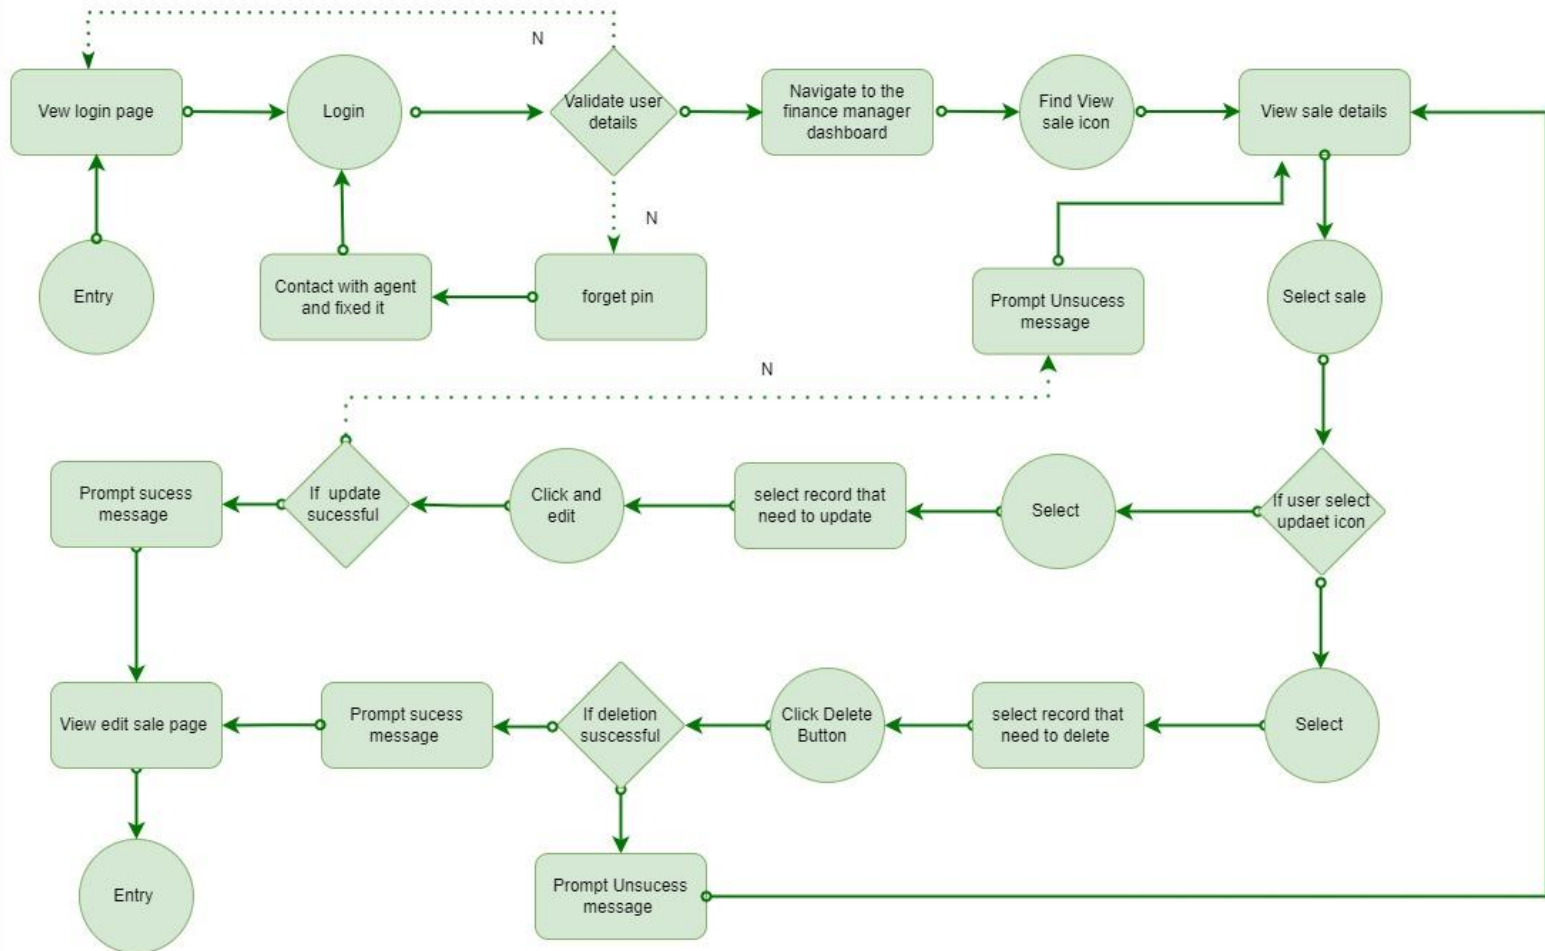 N
Vew login page
Login
Validate user
details
Navigate to the
finance manager
dashboard
Find View
sale icon
View sale details
N
Entry
Contact with agent
and fixed it
forget pin
Prompt Unsucess
message
Select sale
N
Prompt sucess
message
If update
sucessful
Click and
edit
select record that
need to update
Select
If user select
updaet icon
View edit sale page
Prompt sucess
message
If deletion
suscessful
Click Delete
Button
select record that
need to delete
Select
Entry
Prompt Unsucess
message